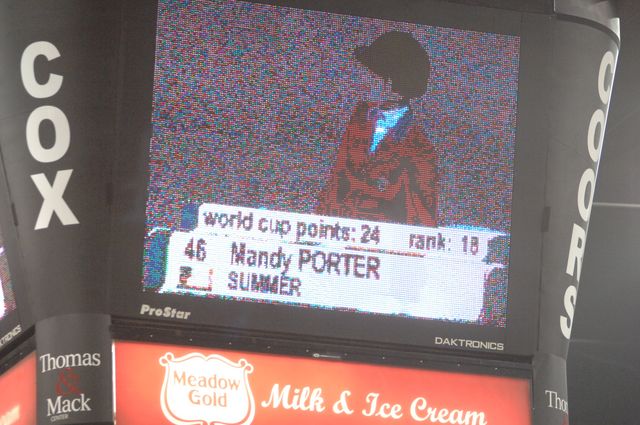 COX
world cup points: 24 rank: 18
46 Mandy PORTER
SUMMER
ProStar
DAKTRONICS
COORS
Thomas
&
Mack
CENTER
Meadow
Gold
Milk & Ice Cream